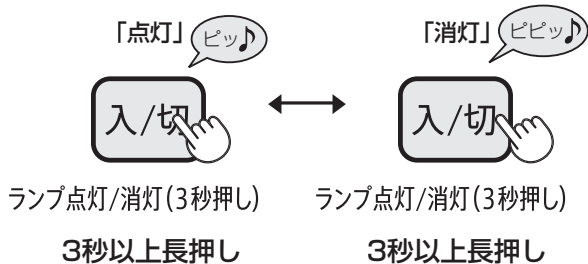 「点灯」 ピッ♪
入/切
ランプ点灯/消灯(3秒押し)
3秒以上長押し
「消灯」 ピピッ♪
入/切
ランプ点灯/消灯(3秒押し)
3秒以上長押し